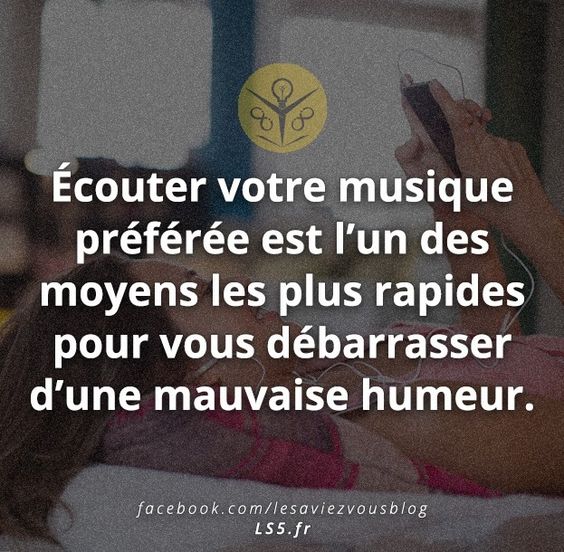 Écouter votre musique
préférée est l’un des
moyens les plus rapides
pour vous débarrasser
d’une mauvaise humeur.
facebook.com/lesaviezvousblog
LS5.fr